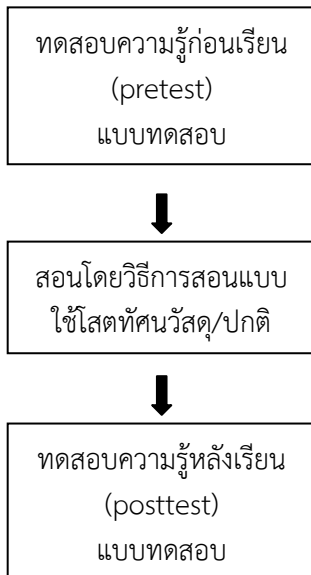 ทดสอบความรู้ก่อนเรียน
(pretest)
แบบทดสอบ
สอนโดยวิธีการสอนแบบ
ใช้โสตทัศนวัสดุ/ปกติ
ทดสอบความรู้หลังเรียน
(posttest)
แบบทดสอบ